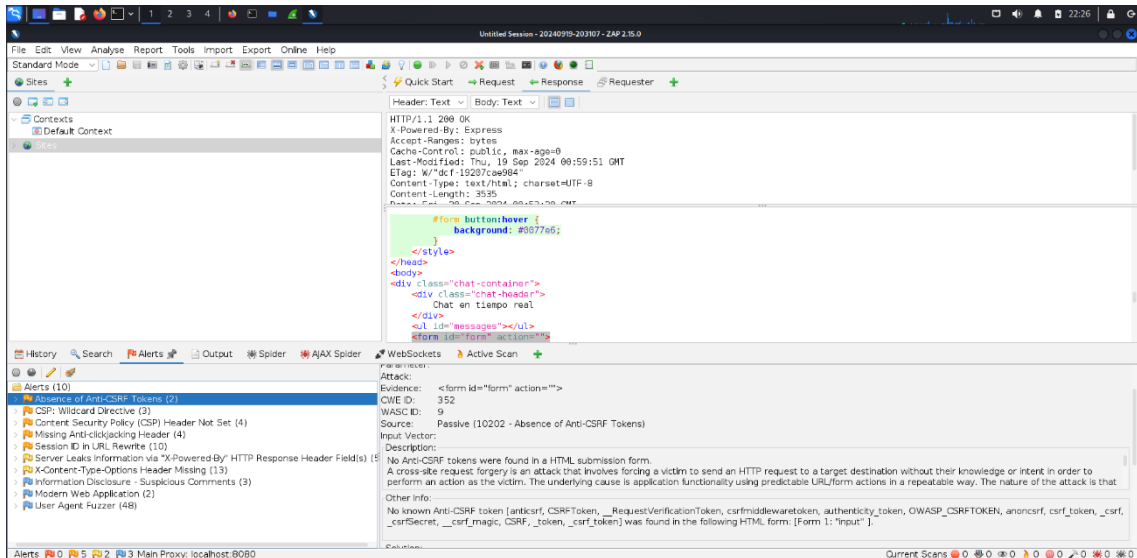 1 2 3 4
22:26
Untitled Session - 20240919-203107 - ZAP 2.15.0
File Edit View Analyse Report Tools Import Export Online Help
Standard Mode
Sites
Quick Start Request Response Requester
Header: Text Body: Text
Contexts
Default Context
Sites
HTTP/1.1 200 OK
X-Powered-By: Express
Accept-Ranges: bytes
Cache-Control: public, max-age=0
Last-Modified: Thu, 19 Sep 2024 00:59:51 GMT
ETag: W/"dcf-19207cae984"
Content-Type: text/html; charset=UTF-8
Content-Length: 3535
#form button:hover {
background: #0077e6;
}
</style>
</head>
<body>
<div class="chat-container">
<div class="chat-header">
Chat en tiempo real
</div>
<ul id="messages"></ul>
<form id="form" action="">
History Search Alerts Output Spider AJAX Spider WebSockets Active Scan
Alerts (10)
Absence of Anti-CSRF Tokens (2)
CSP: Wildcard Directive (3)
Content Security Policy (CSP) Header Not Set (4)
Missing Anti-clickjacking Header (4)
Session ID in URL Rewrite (10)
Server Leaks Information via "X-Powered-By" HTTP Response Header Field(s) (5
X-Content-Type-Options Header Missing (13)
Information Disclosure - Suspicious Comments (3)
Modern Web Application (2)
User Agent Fuzzer (48)
Parameter:
Attack:
Evidence: <form id="form" action="">
CWE ID: 352
WASC ID: 9
Source: Passive (10202 - Absence of Anti-CSRF Tokens)
Input Vector:
Description:
No Anti-CSRF tokens were found in a HTML submission form.
A cross-site request forgery is an attack that involves forcing a victim to send an HTTP request to a target destination without their knowledge or intent in order to
perform an action as the victim. The underlying cause is application functionality using predictable URL/form actions in a repeatable way. The nature of the attack is that
Other Info:
No known Anti-CSRF token [anticsrf, CSRFToken, __RequestVerificationToken, csrfmiddlewaretoken, authenticity_token, OWASP_CSRFTOKEN, anoncsrf, csrf_token, _csrf,
_csrfSecret, __csrf_magic, CSRF, _token, _csrf_token] was found in the following HTML form: [Form 1: "input" ].
Alerts 0 5 2 3 Main Proxy: localhost:8080
Current Scans 0 0 0 0 0 0 0 0